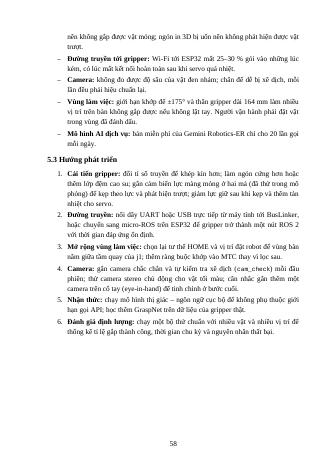 nên không gắp được vật mỏng; ngón in 3D bị uốn nên không phát hiện được vật
trượt.
– Đường truyền tới gripper: Wi-Fi tới ESP32 mất 25–30 % gói vào những lúc
kém, có lúc mất kết nối hoàn toàn sau khi servo quá nhiệt.
– Camera: không đo được độ sâu của vật đen nhám; chân đế dễ bị xê dịch, mỗi
lần đều phải hiệu chuẩn lại.
– Vùng làm việc: giới hạn khớp đế ±175° và thân gripper dài 164 mm làm nhiều
vị trí trên bàn không gắp được nếu không lật tay. Người vận hành phải đặt vật
trong vùng đã đánh dấu.
– Mô hình AI dịch vụ: bản miễn phí của Gemini Robotics-ER chỉ cho 20 lần gọi
mỗi ngày.
5.3 Hướng phát triển
1. Cải tiến gripper: đổi tỉ số truyền để khép kín hơn; làm ngón cứng hơn hoặc
thêm lớp đệm cao su; gắn cảm biến lực màng mỏng ở hai má (đã thử trong mô
phỏng) để kẹp theo lực và phát hiện trượt; giảm lực giữ sau khi kẹp và thêm tản
nhiệt cho servo.
2. Đường truyền: nối dây UART hoặc USB trực tiếp từ máy tính tới BusLinker,
hoặc chuyển sang micro-ROS trên ESP32 để gripper trở thành một nút ROS 2
với thời gian đáp ứng ổn định.
3. Mở rộng vùng làm việc: chọn lại tư thế HOME và vị trí đặt robot để vùng bàn
nằm giữa tầm quay của j1; thêm ràng buộc khớp vào MTC thay vì lọc sau.
4. Camera: gắn camera chắc chắn và tự kiểm tra xê dịch (cam_check) mỗi đầu
phiên; thử camera stereo chủ động cho vật tối màu; cân nhắc gắn thêm một
camera trên cổ tay (eye-in-hand) để tinh chỉnh ở bước cuối.
5. Nhận thức: chạy mô hình thị giác – ngôn ngữ cục bộ để không phụ thuộc giới
hạn gọi API; học thêm GraspNet trên dữ liệu của gripper thật.
6. Đánh giá định lượng: chạy một bộ thử chuẩn với nhiều vật và nhiều vị trí để
thống kê tỉ lệ gắp thành công, thời gian chu kỳ và nguyên nhân thất bại.
58